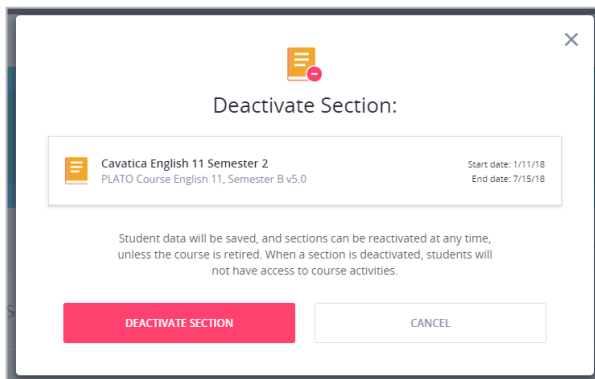 Deactivate Section:
Cavatica English 11 Semester 2
Start date: 1/11/18
PLATO Course English 11, Semester B v5.0
End date: 7/15/18
Student data will be saved, and sections can be reactivated at any time,
unless the course is retired. When a section is deactivated, students will
not have access to course activities.
DEACTIVATE SECTION
CANCEL